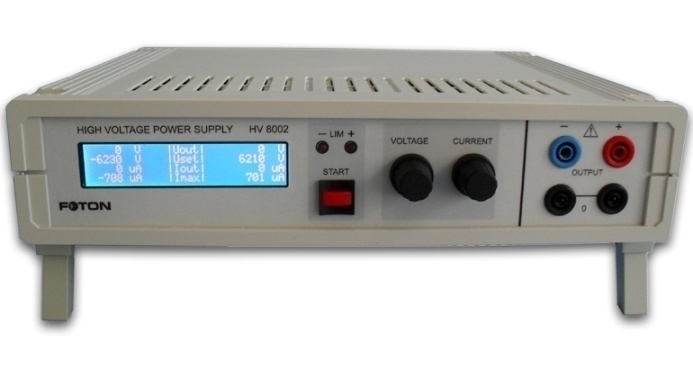 HIGH VOLTAGE POWER SUPPLY HV 8002
0 V |Uout| 0 V
-6230 V |Uset| 6210 V
0 uA |Iout| 0 uA
-708 uA |Imax| 701 uA
FOTON
− LIM +
START
VOLTAGE CURRENT
− ⚠ +
OUTPUT
0